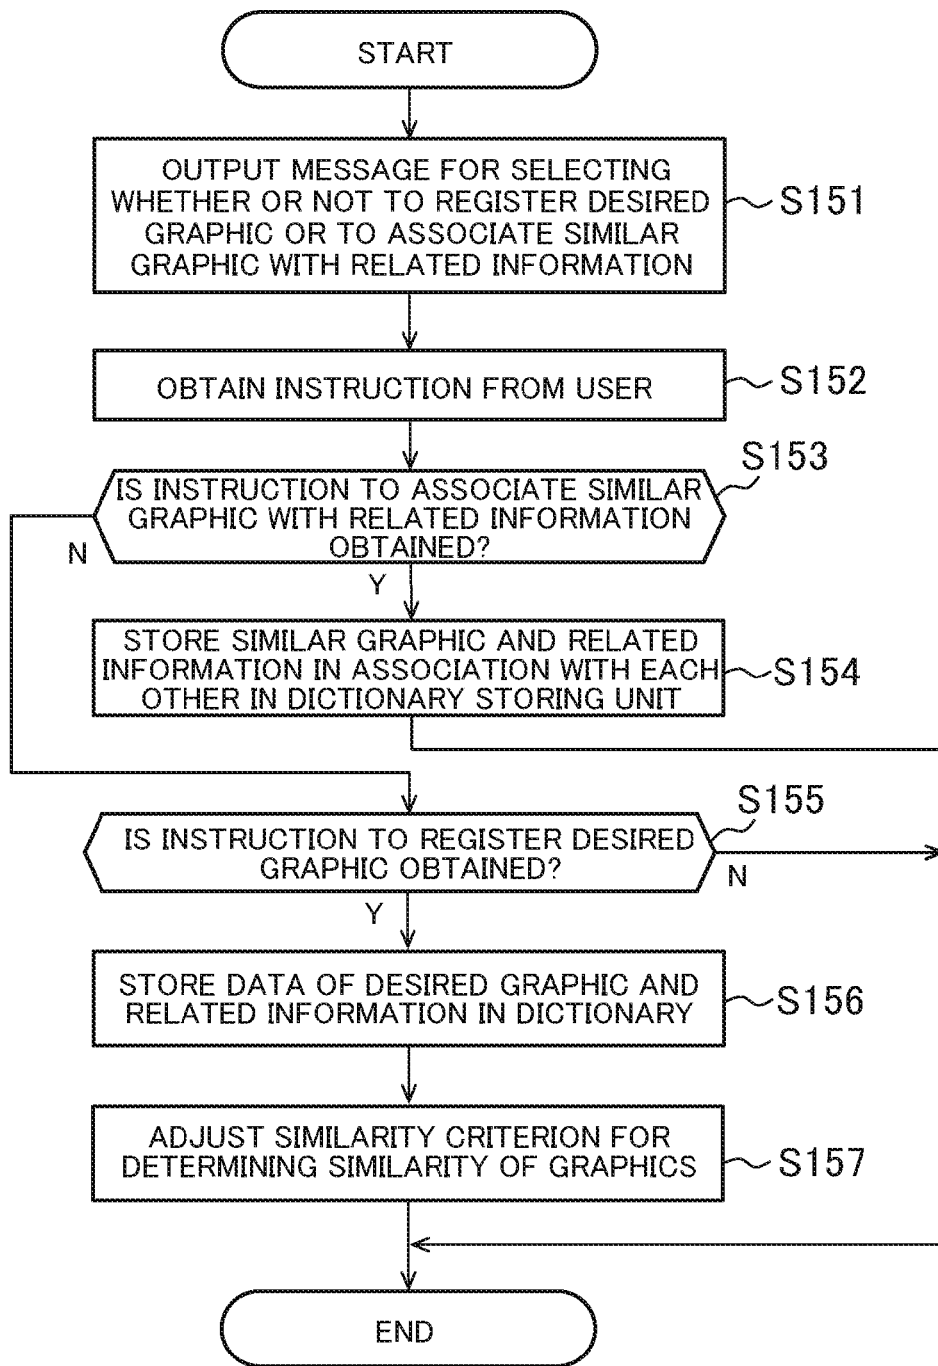 START
OUTPUT MESSAGE FOR SELECTING
WHETHER OR NOT TO REGISTER DESIRED
GRAPHIC OR TO ASSOCIATE SIMILAR
GRAPHIC WITH RELATED INFORMATION
S151
OBTAIN INSTRUCTION FROM USER
S152
S153
IS INSTRUCTION TO ASSOCIATE SIMILAR
GRAPHIC WITH RELATED INFORMATION
OBTAINED?
N
Y
STORE SIMILAR GRAPHIC AND RELATED
INFORMATION IN ASSOCIATION WITH EACH
OTHER IN DICTIONARY STORING UNIT
S154
S155
IS INSTRUCTION TO REGISTER DESIRED
GRAPHIC OBTAINED?
N
Y
STORE DATA OF DESIRED GRAPHIC AND
RELATED INFORMATION IN DICTIONARY
S156
ADJUST SIMILARITY CRITERION FOR
DETERMINING SIMILARITY OF GRAPHICS
S157
END